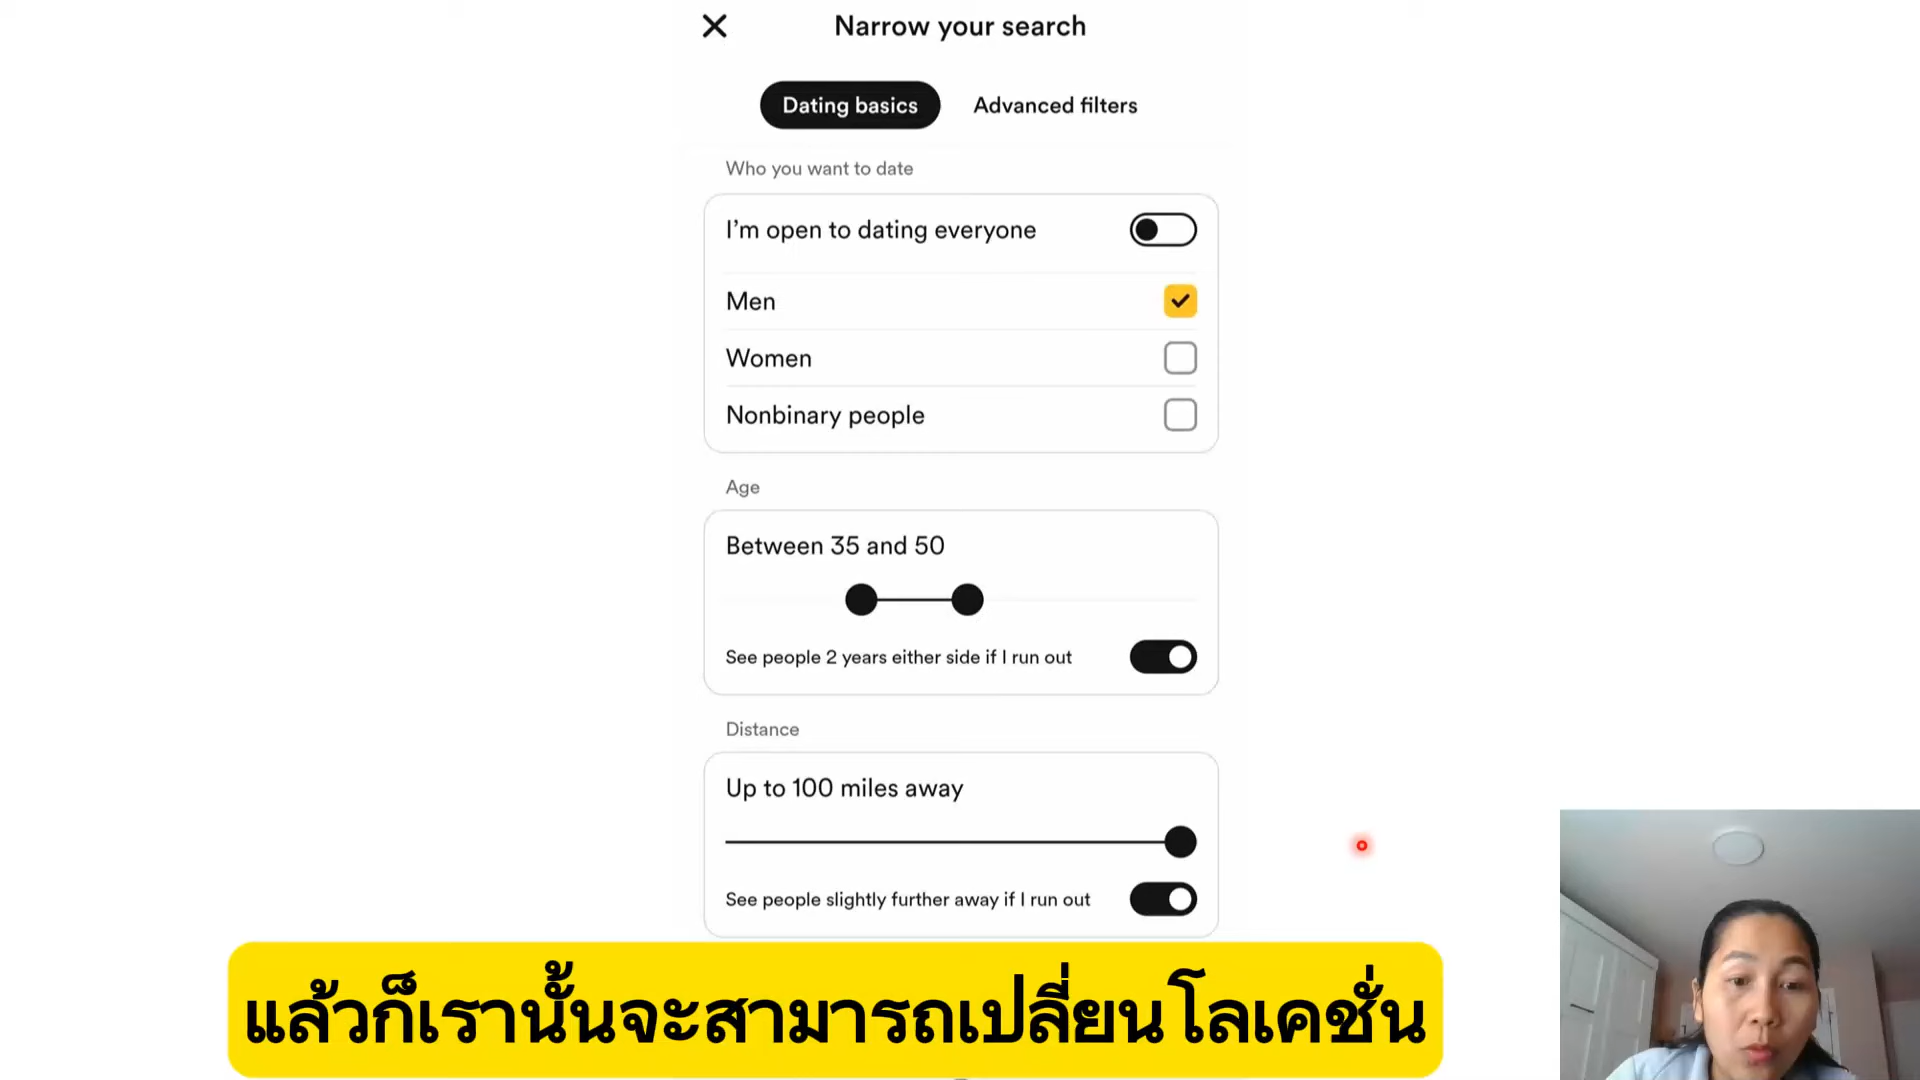 Narrow your search
Dating basics
Advanced filters
Who you want to date
I'm open to dating everyone
Men
Women
Nonbinary people
Age
Between 35 and 50
See people 2 years either side if I run out
Distance
Up to 100 miles away
See people slightly further away if I run out
แล้วก็เรานั้นจะสามารถเปลี่ยนโลเคชั่น